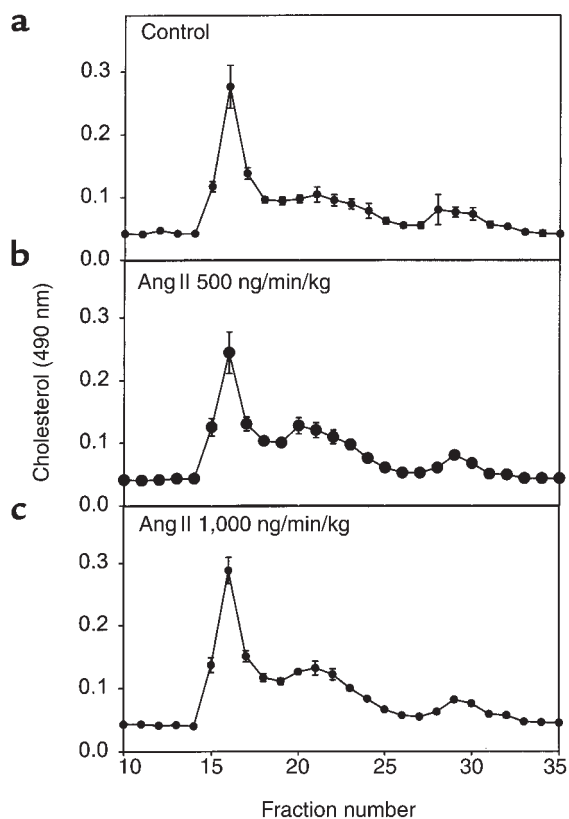 a
Control
0.3
0.2
0.1
0.0
b
Ang II 500 ng/min/kg
0.3
0.2
0.1
0.0
Cholesterol (490 nm)
c
Ang II 1,000 ng/min/kg
0.3
0.2
0.1
0.0
10 15 20 25 30 35
Fraction number